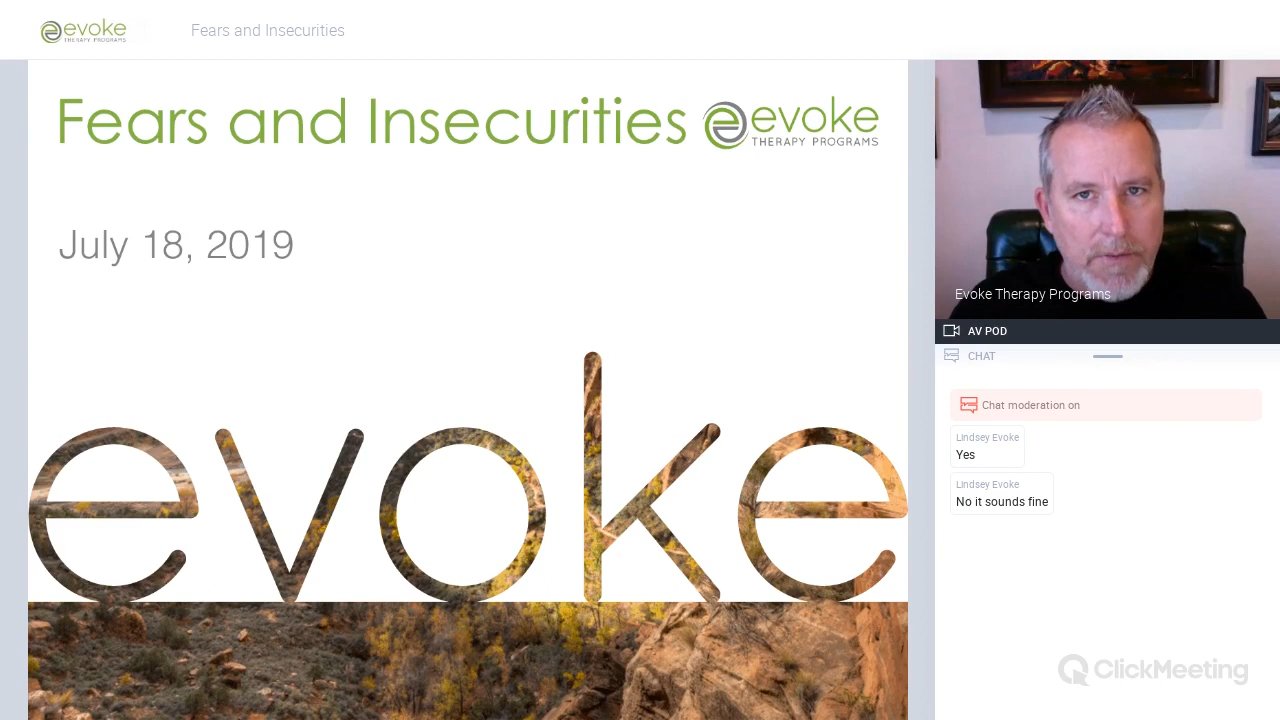 evoke
THERAPY PROGRAMS
Fears and Insecurities
Fears and Insecurities
evoke
THERAPY PROGRAMS
July 18, 2019
evoke
Evoke Therapy Programs
AV POD
CHAT
Chat moderation on
Lindsey Evoke
Yes
Lindsey Evoke
No it sounds fine
ClickMeeting